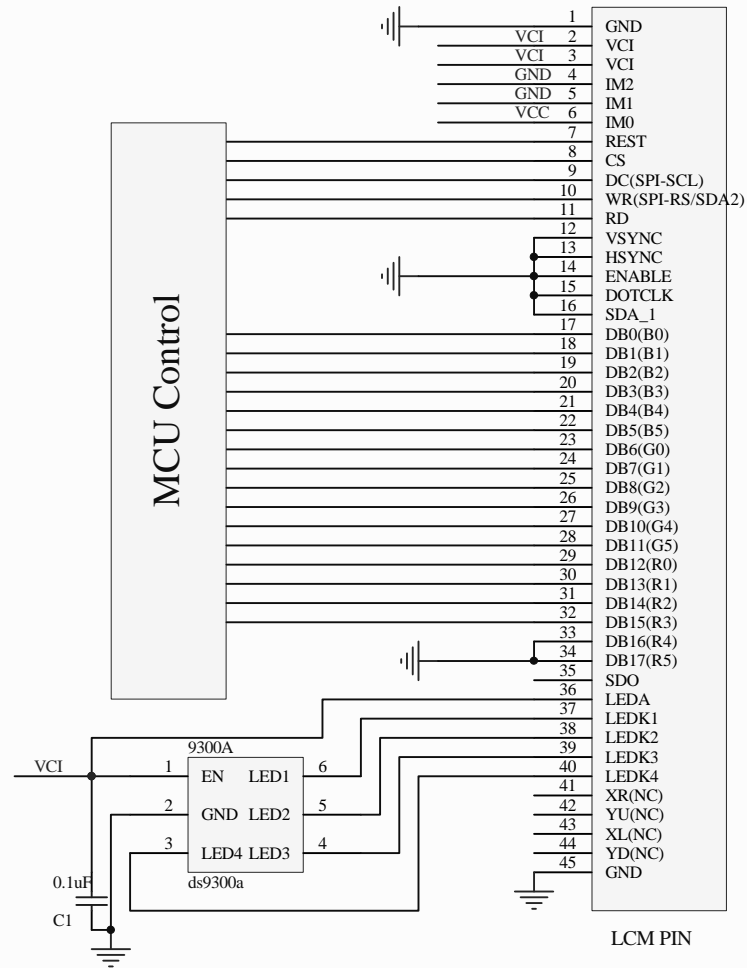 1 GND
VCI 2 VCI
VCI 3 VCI
GND 4 IM2
GND 5 IM1
VCC 6 IM0
7 REST
8 CS
9 DC(SPI-SCL)
10 WR(SPI-RS/SDA2)
11 RD
12 VSYNC
13 HSYNC
14 ENABLE
15 DOTCLK
16 SDA_1
17 DB0(B0)
18 DB1(B1)
19 DB2(B2)
20 DB3(B3)
21 DB4(B4)
22 DB5(B5)
23 DB6(G0)
24 DB7(G1)
25 DB8(G2)
26 DB9(G3)
27 DB10(G4)
28 DB11(G5)
29 DB12(R0)
30 DB13(R1)
31 DB14(R2)
32 DB15(R3)
33 DB16(R4)
34 DB17(R5)
35 SDO
36 LEDA
37 LEDK1
38 LEDK2
39 LEDK3
40 LEDK4
41 XR(NC)
42 YU(NC)
43 XL(NC)
44 YD(NC)
45 GND
LCM PIN
MCU Control
9300A
VCI 1 EN LED1 6
2 GND LED2 5
3 LED4 LED3 4
ds9300a
0.1uF
C1